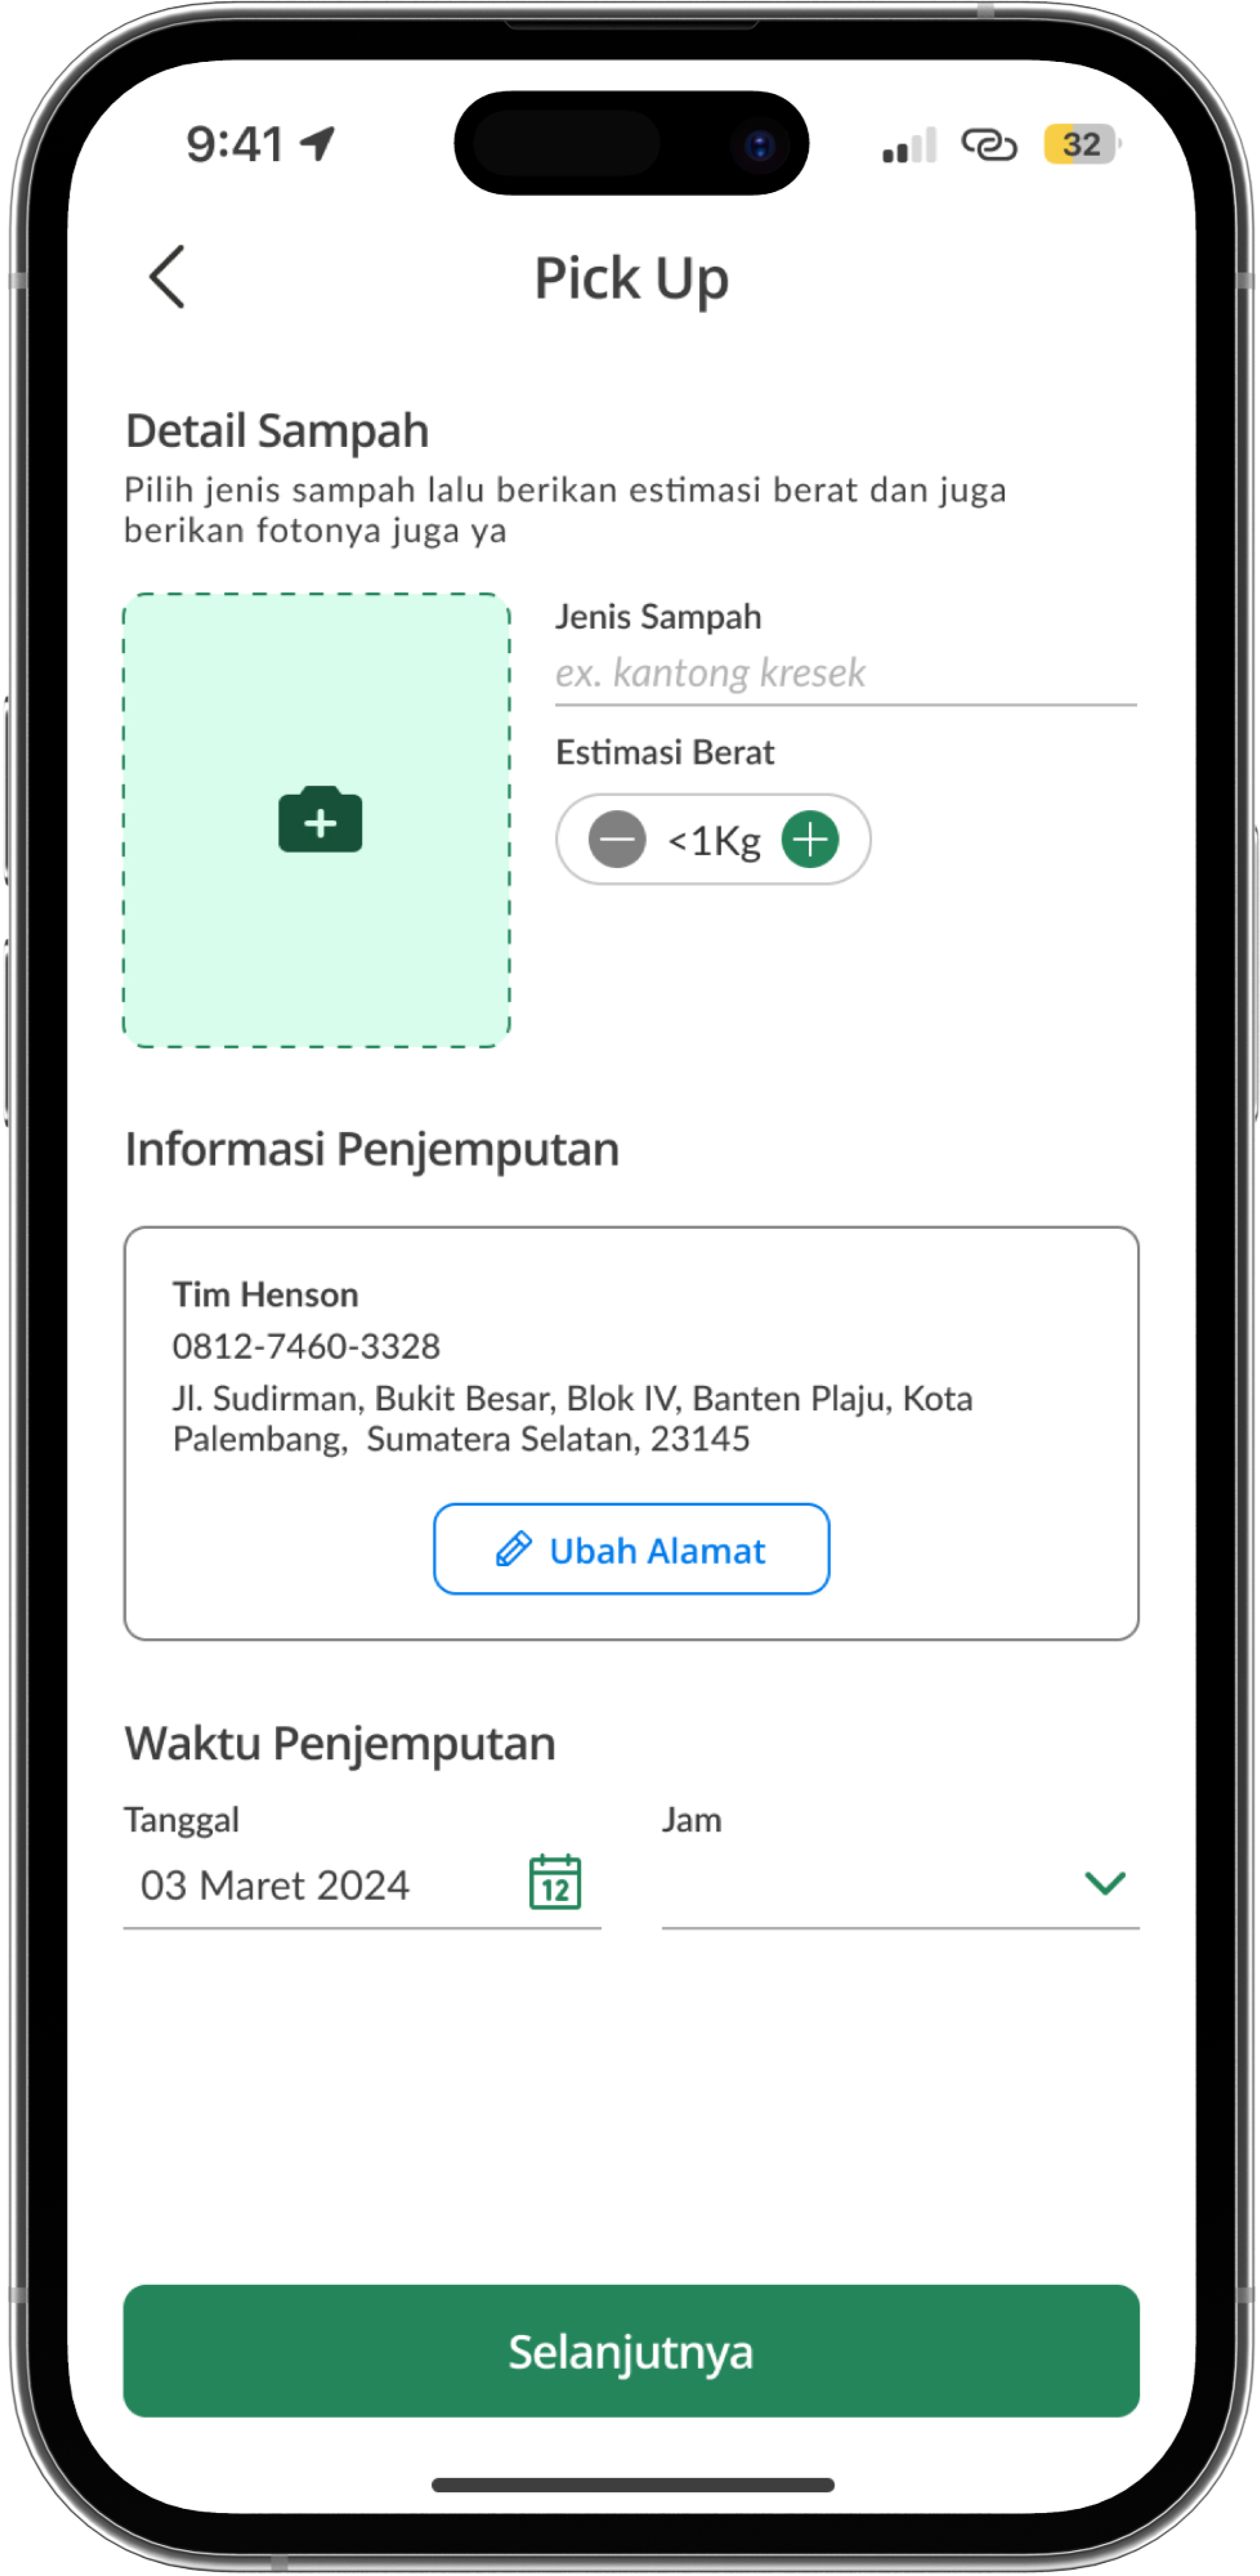 9:41
32
Pick Up
Detail Sampah
Pilih jenis sampah lalu berikan estimasi berat dan juga
berikan fotonya juga ya
Jenis Sampah
ex. kantong kresek
Estimasi Berat
<1Kg
Informasi Penjemputan
Tim Henson
0812-7460-3328
Jl. Sudirman, Bukit Besar, Blok IV, Banten Plaju, Kota
Palembang,  Sumatera Selatan, 23145
Ubah Alamat
Waktu Penjemputan
Tanggal
Jam
03 Maret 2024
12
Selanjutnya